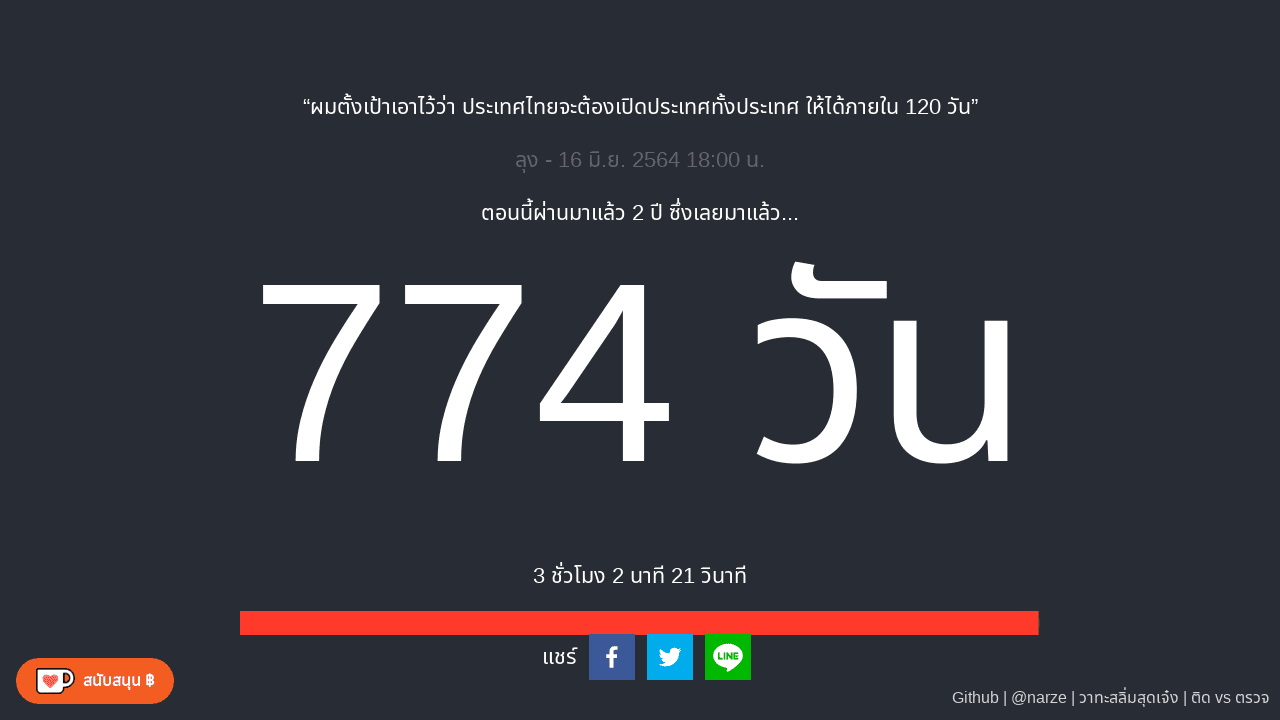 “ผมตั้งเป้าเอาไว้ว่า ประเทศไทยจะต้องเปิดประเทศทั้งประเทศ ให้ได้ภายใน 120 วัน”
ลุง - 16 มิ.ย. 2564 18:00 น.
ตอนนี้ผ่านมาแล้ว 2 ปี ซึ่งเลยมาแล้ว...
774 วัน
3 ชั่วโมง 2 นาที 21 วินาที
แชร์
LINE
สนับสนุน ฿
Github | @narze | วาทะสลิ่มสุดเจ๋ง | ติด vs ตรวจ